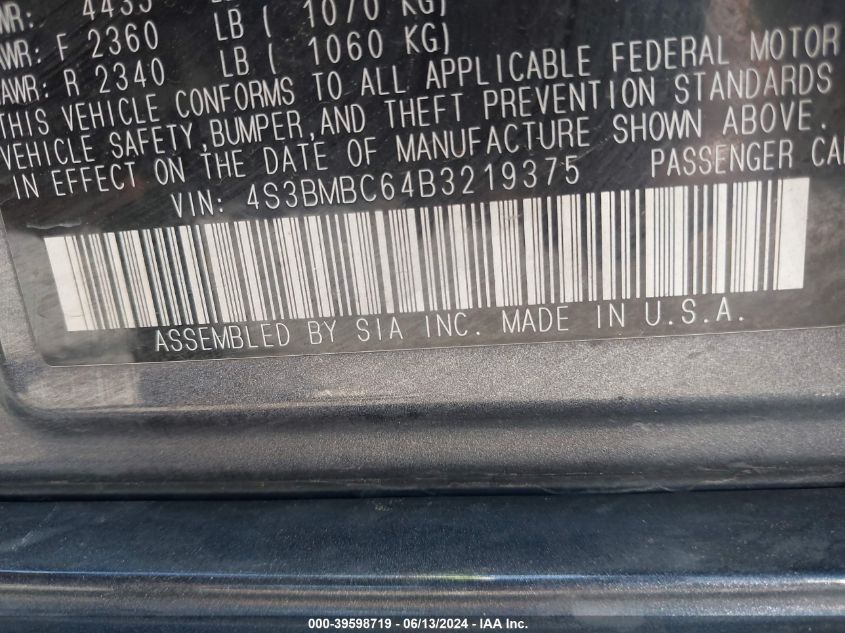 4435
F 2360 LB ( 1070 KG)
R 2340 LB ( 1060 KG)
THIS VEHICLE CONFORMS TO ALL APPLICABLE FEDERAL MOTOR
VEHICLE SAFETY,BUMPER,AND THEFT PREVENTION STANDARDS
IN EFFECT ON THE DATE OF MANUFACTURE SHOWN ABOVE.
VIN: 4S3BMBC64B3219375 PASSENGER CA
ASSEMBLED BY SIA INC. MADE IN U.S.A.
000-39598719 - 06/13/2024 - IAA, Inc.